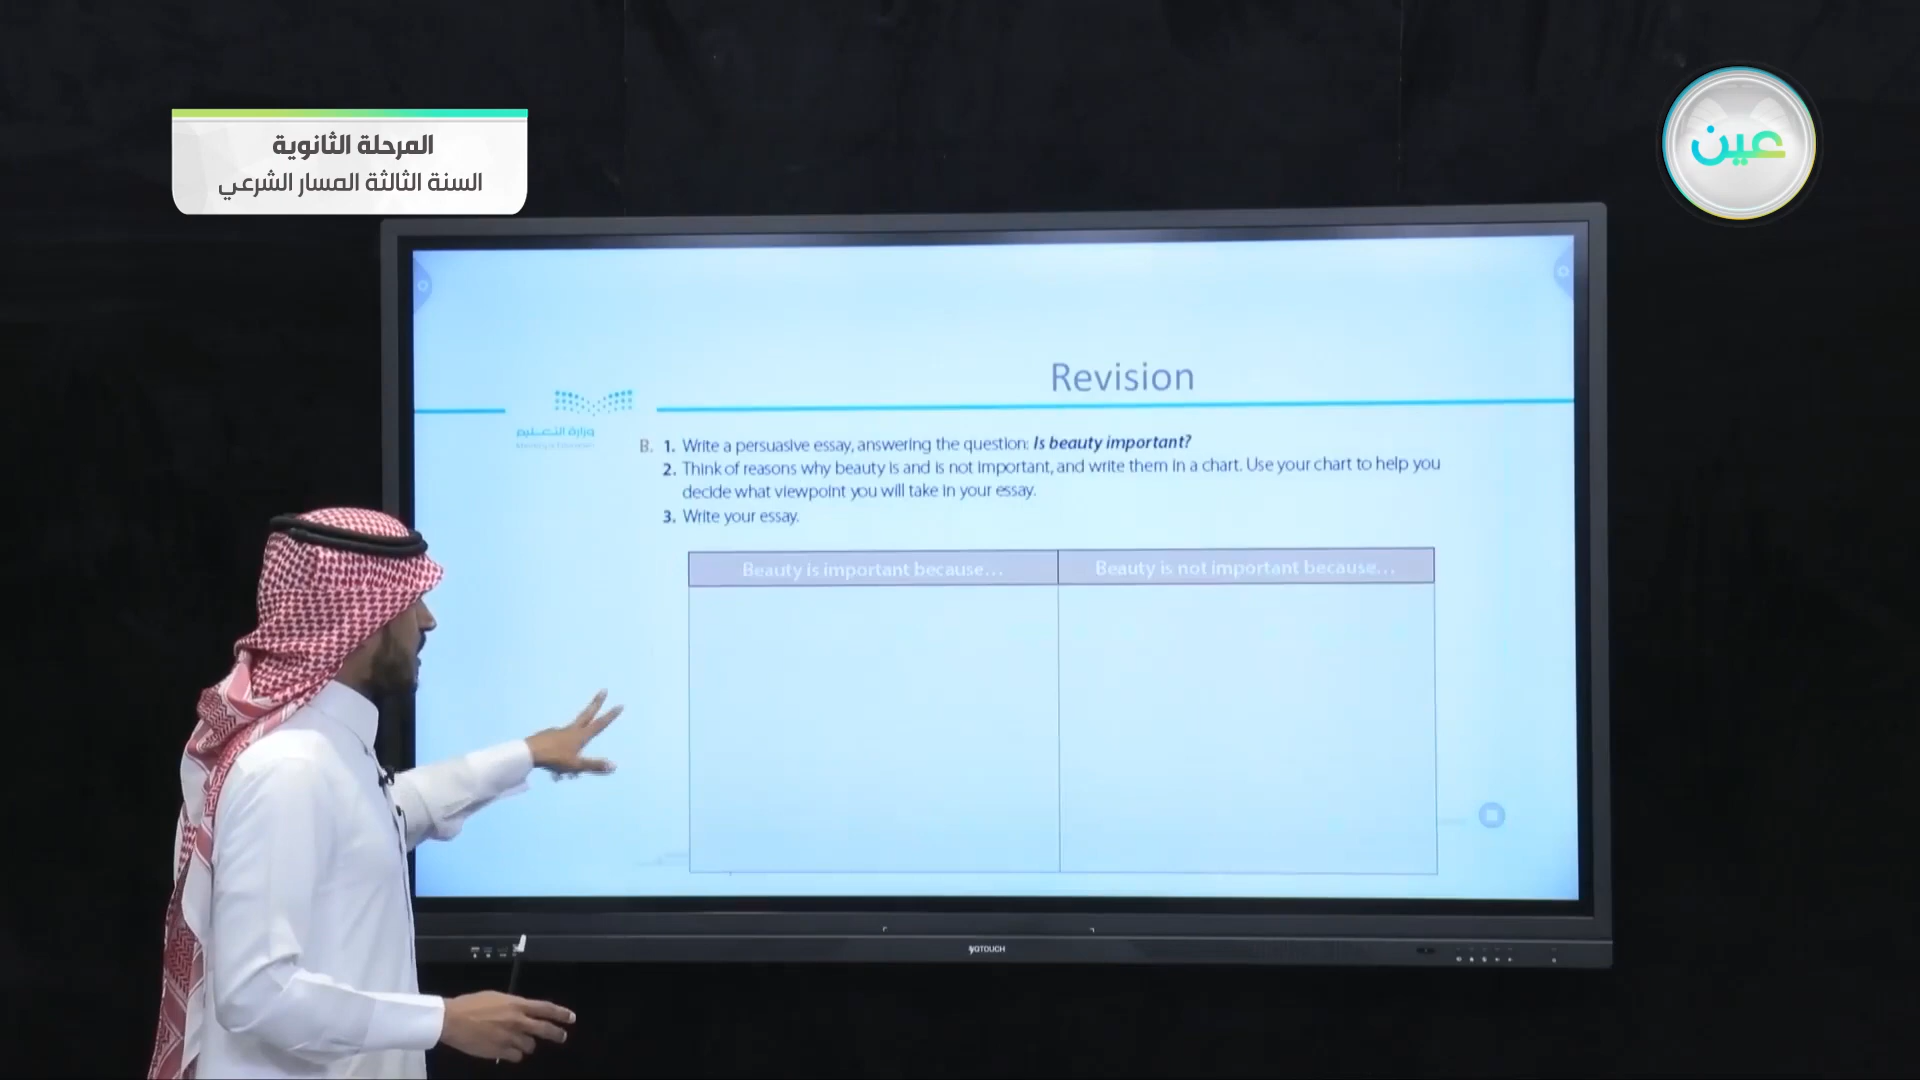 المرحلة الثانوية
السنة الثالثة المسار الشرعي
عين
Revision
وزارة التعليم
Ministry of Education
B. 1. Write a persuasive essay, answering the question: Is beauty important?
2. Think of reasons why beauty is and is not important, and write them in a chart. Use your chart to help you
decide what viewpoint you will take in your essay.
3. Write your essay.
Beauty is important because...
Beauty is not important because...